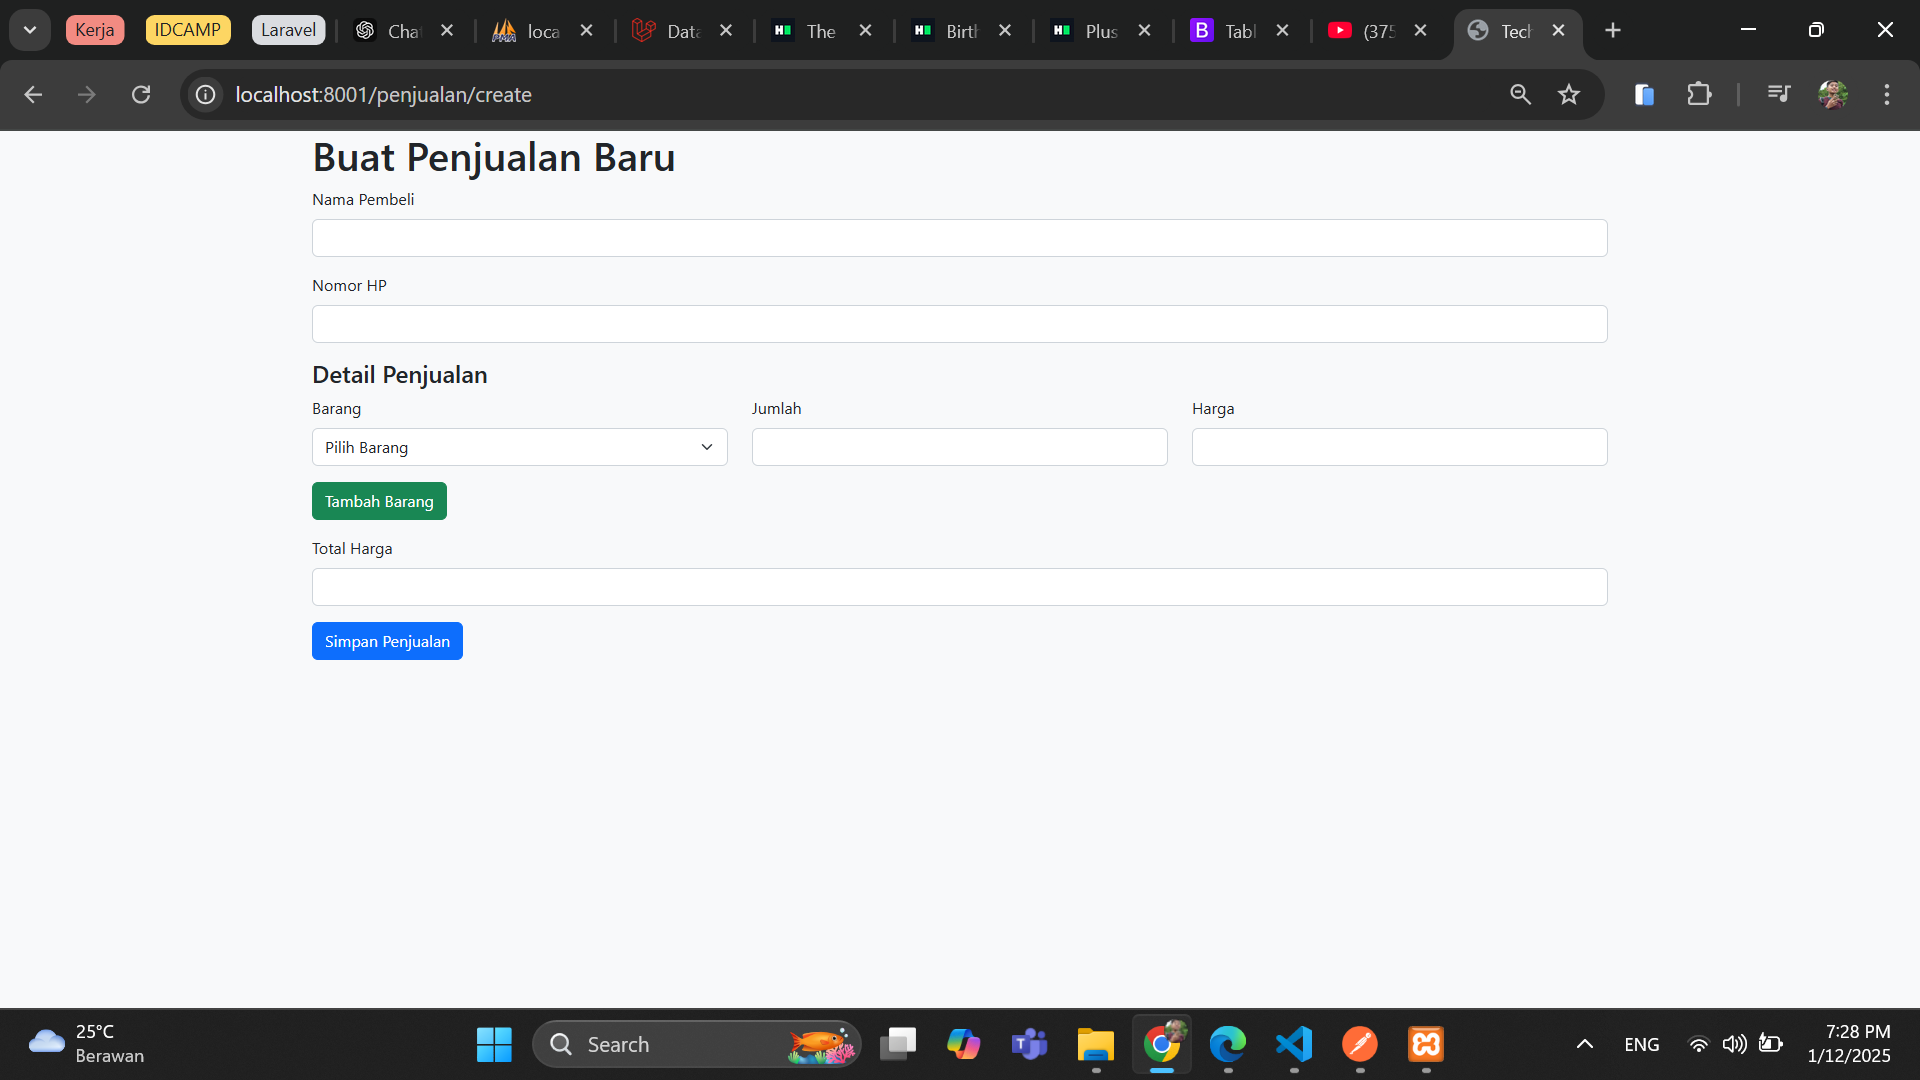 Kerja
IDCAMP
Laravel
Chat
loca
Data
The
Birth
Plus
Tabl
(375
Tech
localhost:8001/penjualan/create
Buat Penjualan Baru
Nama Pembeli
Nomor HP
Detail Penjualan
Barang
Jumlah
Harga
Pilih Barang
Tambah Barang
Total Harga
Simpan Penjualan
25°C
Berawan
Search
ENG
7:28 PM
1/12/2025